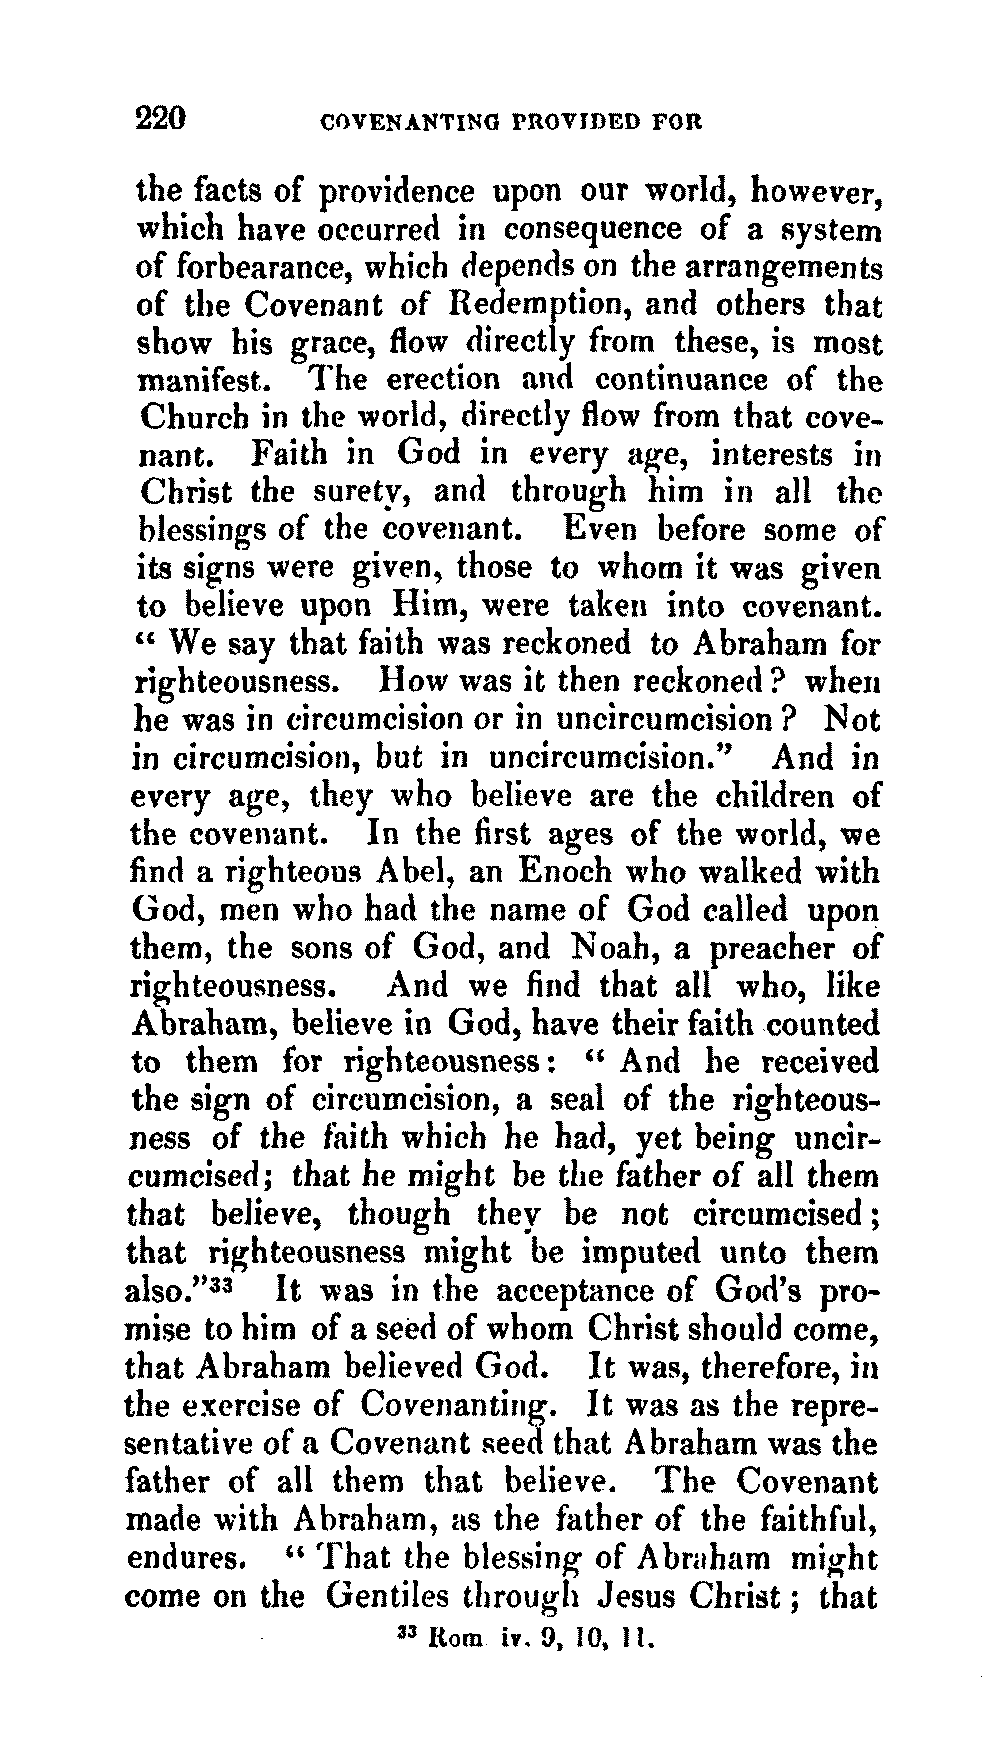 220 COVENANTING PROVIDED FOR
the facts of providence upon our world, however,
which have occurred in consequence of a system
of forbearance, which depends on the arrangements
of the Covenant of Redemption, and others that
show his grace, flow directly from these, is most
manifest. The erection and continuance of the
Church in the world, directly flow from that cove-
nant. Faith in God in every age, interests in
Christ the surety, and through him in all the
blessings of the covenant. Even before some of
its signs were given, those to whom it was given
to believe upon Him, were taken into covenant.
“ We say that faith was reckoned to Abraham for
righteousness. How was it then reckoned? when
he was in circumcision or in uncircumcision? Not
in circumcision, but in uncircumcision.” And in
every age, they who believe are the children of
the covenant. In the first ages of the world, we
find a righteous Abel, an Enoch who walked with
God, men who had the name of God called upon
them, the sons of God, and Noah, a preacher of
righteousness. And we find that all who, like
Abraham, believe in God, have their faith counted
to them for righteousness: “ And he received
the sign of circumcision, a seal of the righteous-
ness of the faith which he had, yet being uncir-
cumcised; that he might be the father of all them
that believe, though they be not circumcised;
that righteousness might be imputed unto them
also.”³³ It was in the acceptance of God's pro-
mise to him of a seed of whom Christ should come,
that Abraham believed God. It was, therefore, in
the exercise of Covenanting. It was as the repre-
sentative of a Covenant seed that Abraham was the
father of all them that believe. The Covenant
made with Abraham, as the father of the faithful,
endures. “ That the blessing of Abraham might
come on the Gentiles through Jesus Christ; that
³³ Rom iv. 9, 10, 11.